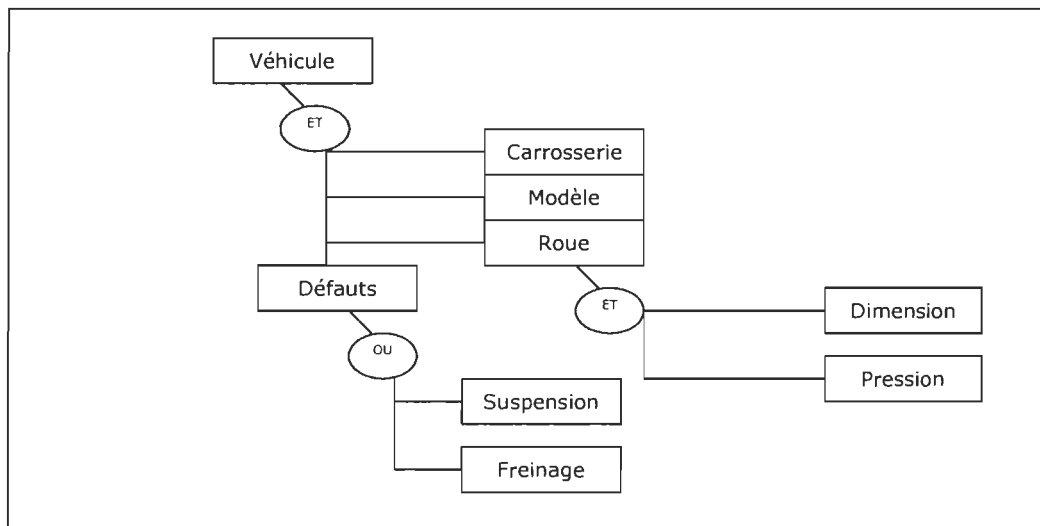 Véhicule
ET
Carrosserie
Modèle
Roue
Défauts
ET
Dimension
OU
Pression
Suspension
Freinage